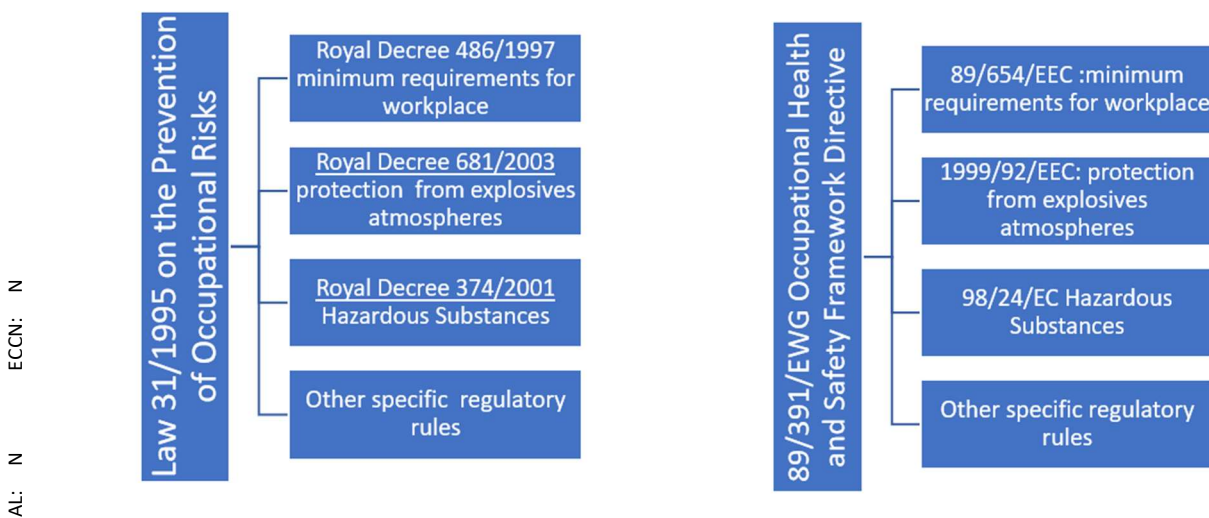 Law 31/1995 on the Prevention
of Occupational Risks
Royal Decree 486/1997
minimum requirements for
workplace
Royal Decree 681/2003
protection from explosives
atmospheres
Royal Decree 374/2001
Hazardous Substances
Other specific regulatory
rules
89/391/EWG Occupational Health
and Safety Framework Directive
89/654/EEC :minimum
requirements for workplace
1999/92/EEC: protection
from explosives
atmospheres
98/24/EC Hazardous
Substances
Other specific regulatory
rules
AL: N ECCN: N